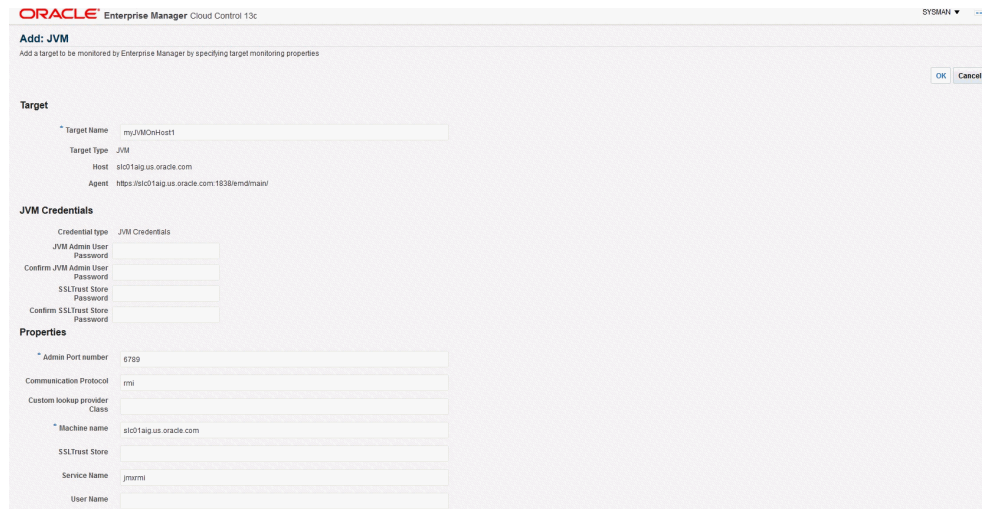 ORACLE® Enterprise Manager Cloud Control 13c
SYSMAN ▼
Add: JVM
Add a target to be monitored by Enterprise Manager by specifying target monitoring properties
OK Cancel
Target
* Target Name myJVMOnHost1
Target Type JVM
Host slc01aig.us.oracle.com
Agent https://slc01aig.us.oracle.com:1838/emd/main/
JVM Credentials
Credential type JVM Credentials
JVM Admin User
Password
Confirm JVM Admin User
Password
SSLTrust Store
Password
Confirm SSLTrust Store
Password
Properties
* Admin Port number 6789
Communication Protocol rmi
Custom lookup provider
Class
* Machine name slc01aig.us.oracle.com
SSLTrust Store
Service Name jmxrmi
User Name